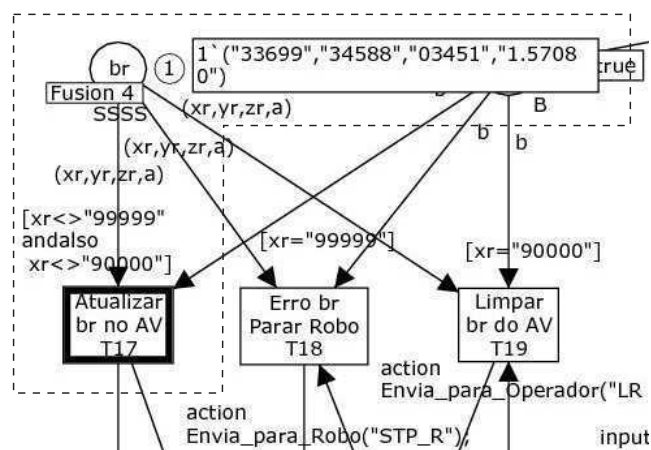 br
1
1`("33699","34588","03451","1.5708
0")
true
Fusion 4
SSSS
(xr,yr,zr,a)
B
b
b
(xr,yr,zr,a)
(xr,yr,zr,a)
[xr<>"99999"
andalso
xr<>"90000"]
[xr="99999"]
[xr="90000"]
Atualizar
br no AV
T17
Erro br
Parar Robo
T18
Limpar
br do AV
T19
action
Envia_para_Operador("LR
action
Envia_para_Robo("STP_R");
input